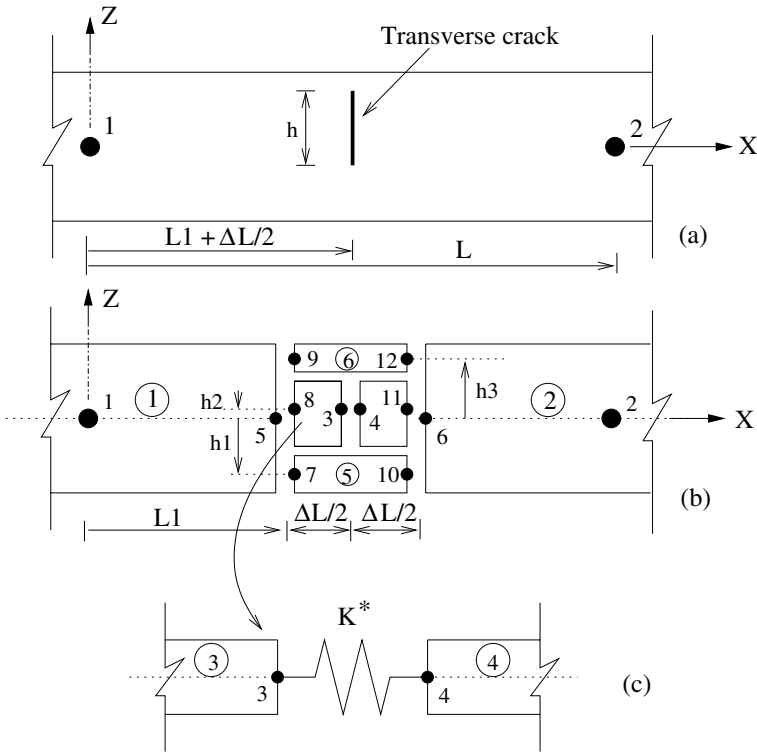 Z
Transverse crack
1
h
2
X
L1 + ΔL/2
L
(a)
Z
9 ⑥ 12
① 1 h2 8 3 4 11 h3 ② 2 X
5 6
h1
7 ⑤ 10
(b)
L1 ΔL/2 ΔL/2
K*
③ ④
3 4
(c)